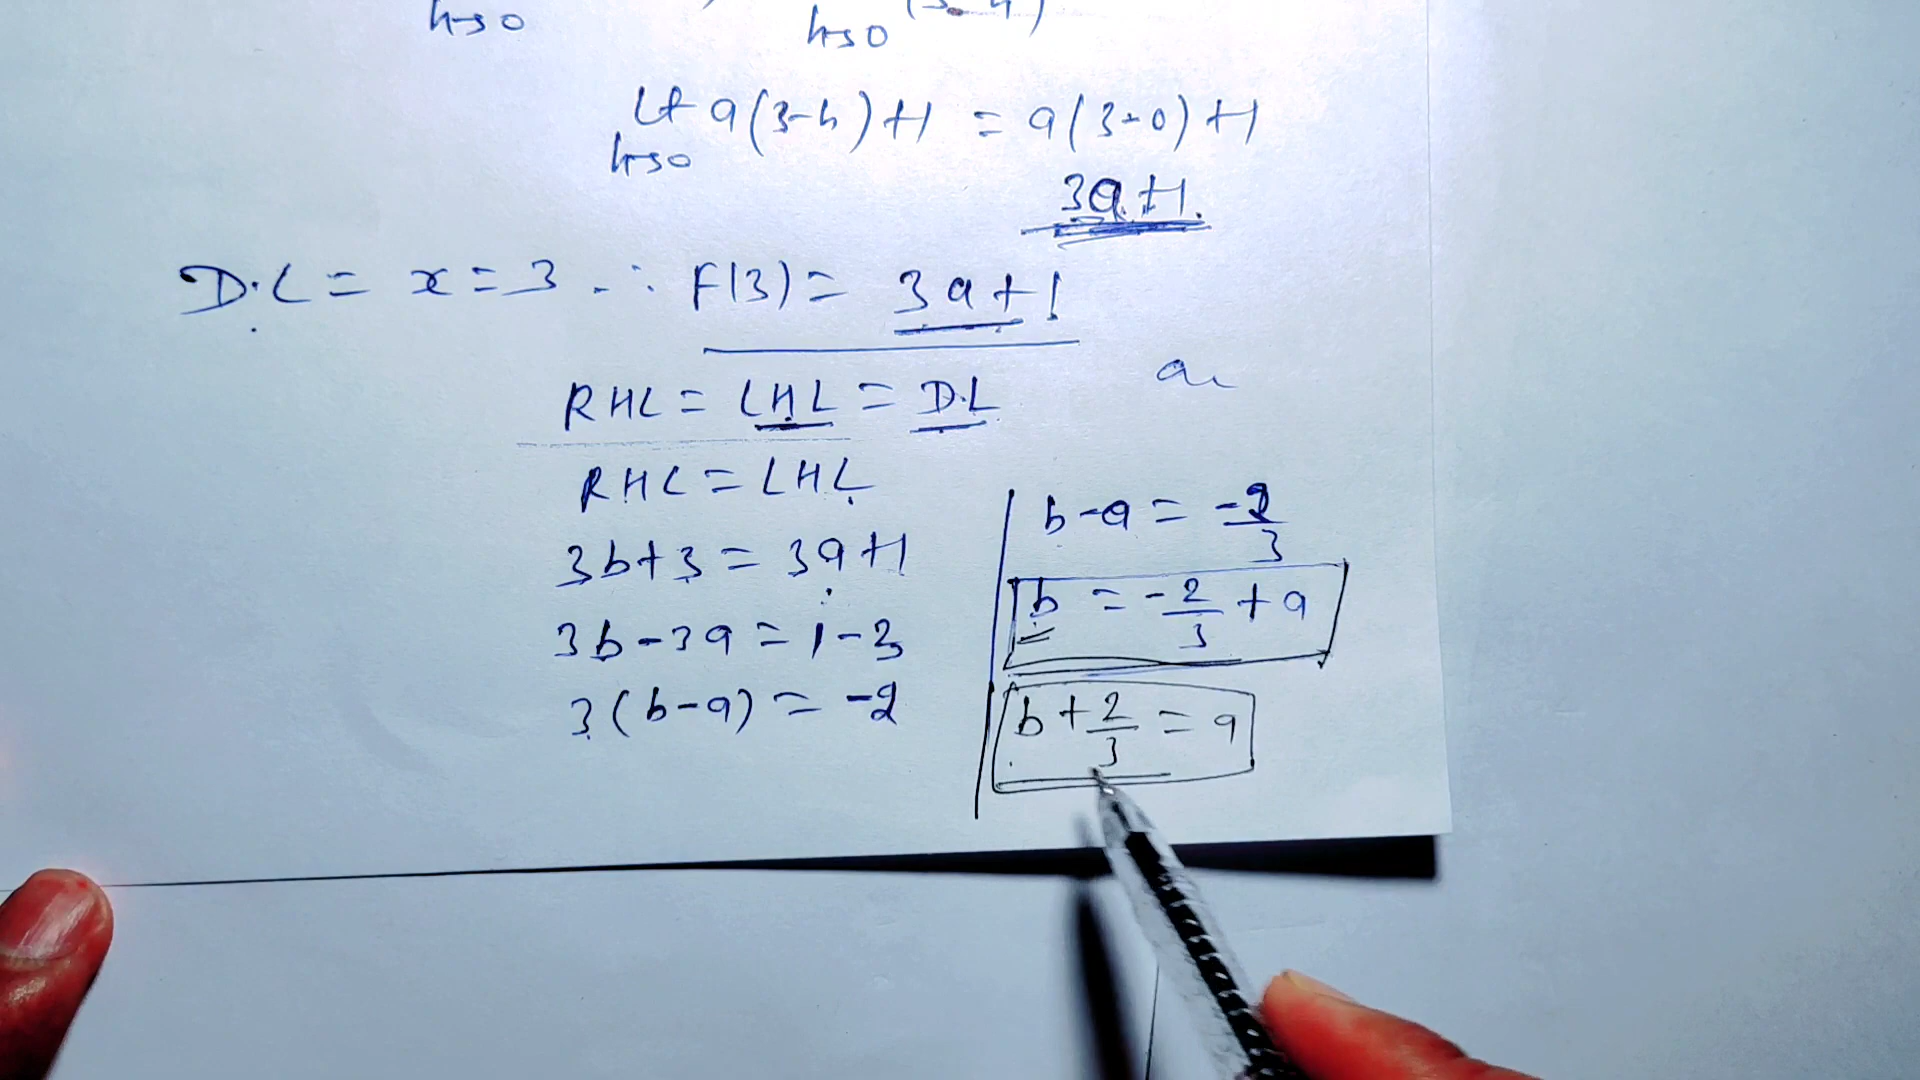 h→0 h→0 (3-h)
Lt a(3-h)+1 = a(3-0)+1
h→0
3a+1.
D.L = x=3 . ∴ F(3) = 3a+1
a
RHL = LHL = D.L
RHL = LHL
3b+3 = 3a+1
3b-3a = 1-3
3(b-a) = -2
b-a = -2/3
b = -2/3 + a
b + 2/3 = a